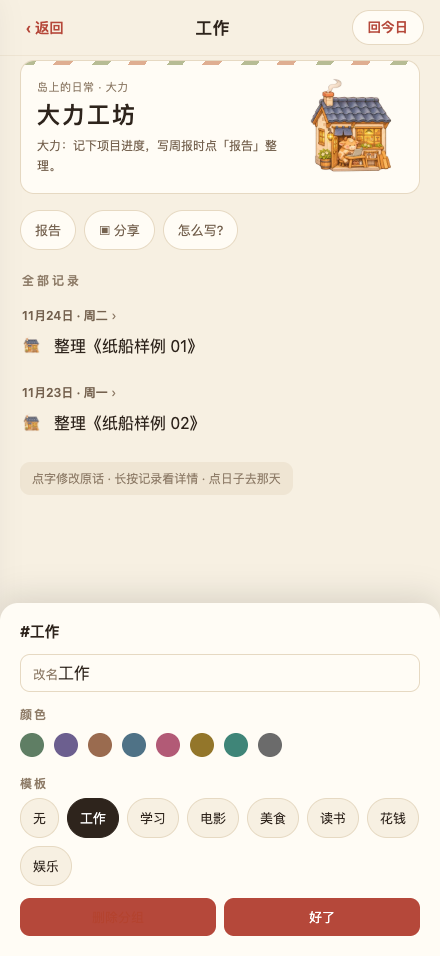 ‹ 返回
工作
回今日
岛上的日常 · 大力
大力工坊
大力：记下项目进度，写周报时点「报告」整
理。
报告
▣ 分享
怎么写?
全部记录
11月24日 · 周二 ›
整理《纸船样例 01》
11月23日 · 周一 ›
整理《纸船样例 02》
点字修改原话 · 长按记录看详情 · 点日子去那天
#工作
改名工作
颜色
模板
无
工作
学习
电影
美食
读书
花钱
娱乐
好了